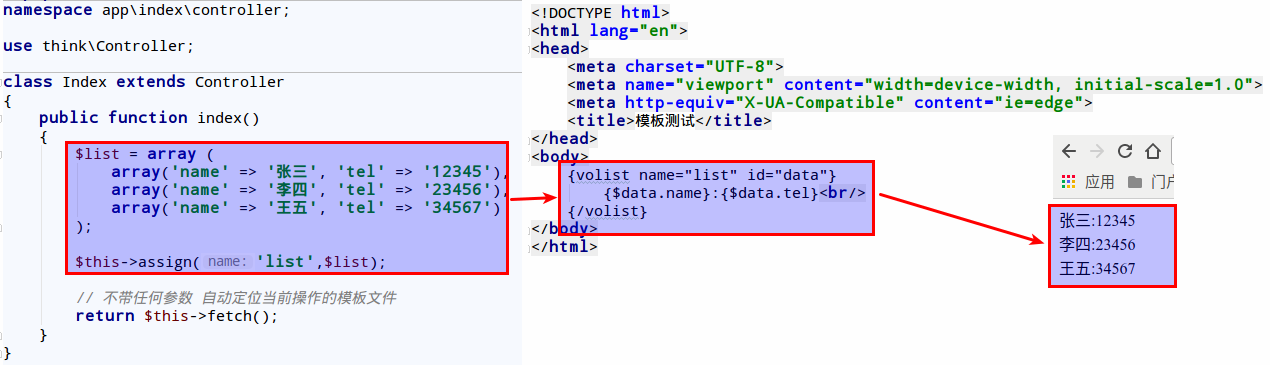 namespace app\index\controller;
use think\Controller;
class Index extends Controller
{
public function index()
{
$list = array (
array('name' => '张三', 'tel' => '12345'),
array('name' => '李四', 'tel' => '23456'),
array('name' => '王五', 'tel' => '34567')
);
$this->assign( name: 'list',$list);
// 不带任何参数 自动定位当前操作的模板文件
return $this->fetch();
}
}
<!DOCTYPE html>
<html lang="en">
<head>
<meta charset="UTF-8">
<meta name="viewport" content="width=device-width, initial-scale=1.0">
<meta http-equiv="X-UA-Compatible" content="ie=edge">
<title>模板测试</title>
</head>
<body>
{volist name="list" id="data"}
{$data.name}:{$data.tel}<br/>
{/volist}
</body>
</html>
应用 门户
张三:12345
李四:23456
王五:34567